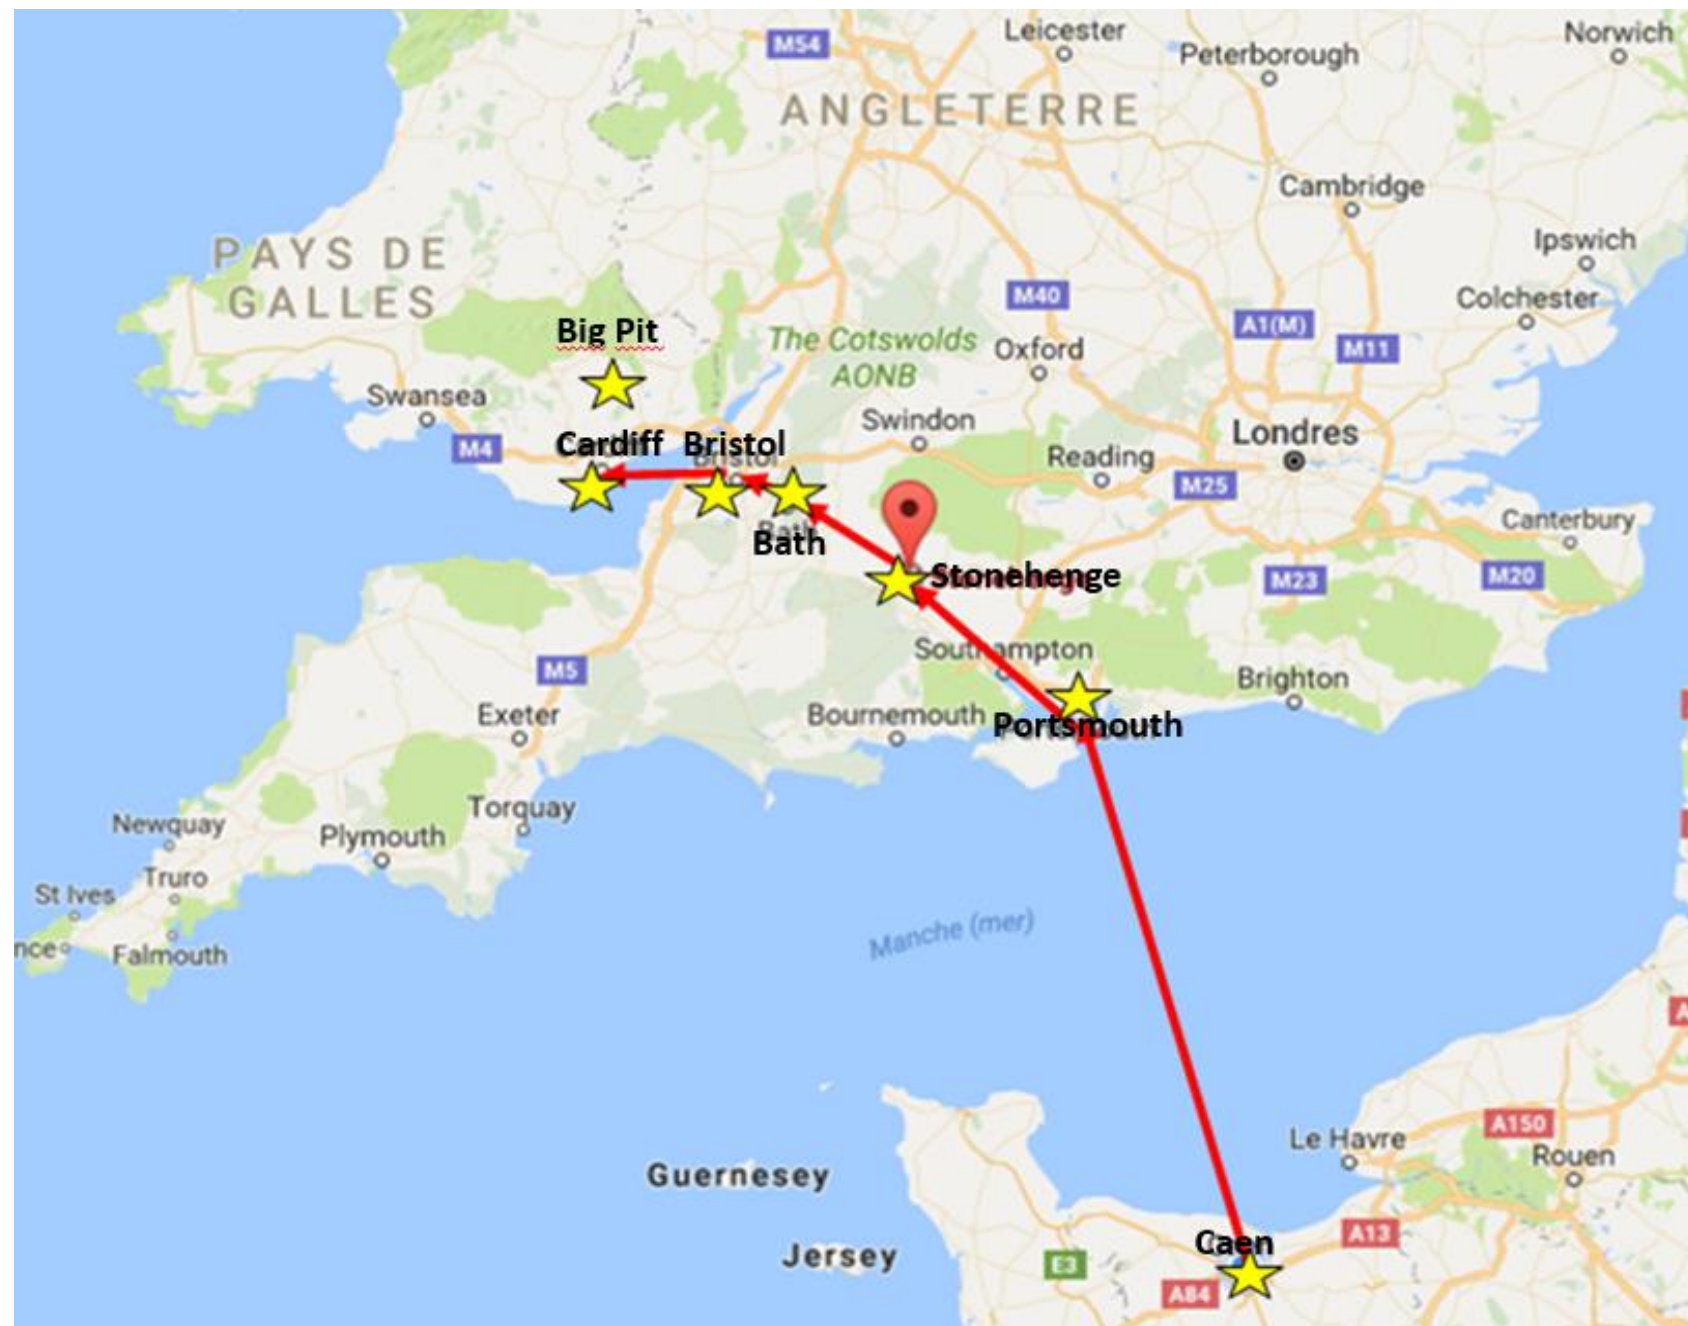 M54
Leicester
Peterborough
Norwich
ANGLETERRE
Cambridge
PAYS DE
GALLES
Ipswich
M40
Colchester
A1(M)
M11
Big Pit
The Cotswolds
AONB
Oxford
Swansea
Swindon
Londres
M4
Cardiff
Bristol
Bristol
Reading
M25
Canterbury
Bath
Bath
Stonehenge
M23
M20
Southampton
M5
Brighton
Exeter
Bournemouth
Portsmouth
Torquay
Newquay
Plymouth
Truro
St Ives
nce
Falmouth
Manche (mer)
A
Le Havre
A150
Rouen
Guernesey
Jersey
Caen
A13
E3
A84